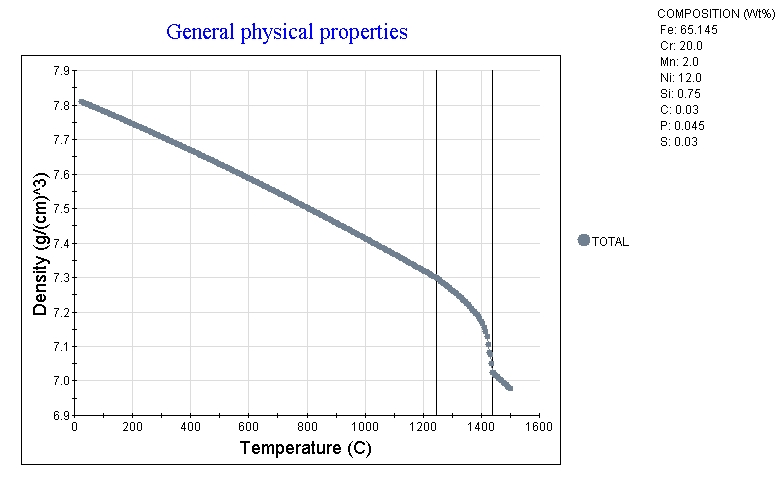 General physical properties
COMPOSITION (Wt%)
Fe: 65.145
Cr: 20.0
Mn: 2.0
Ni: 12.0
Si: 0.75
C: 0.03
P: 0.045
S: 0.03
Density (g/(cm)^3)
7.9
7.8
7.7
7.6
7.5
7.4
7.3
7.2
7.1
7.0
6.9
0 200 400 600 800 1000 1200 1400 1600
Temperature (C)
TOTAL